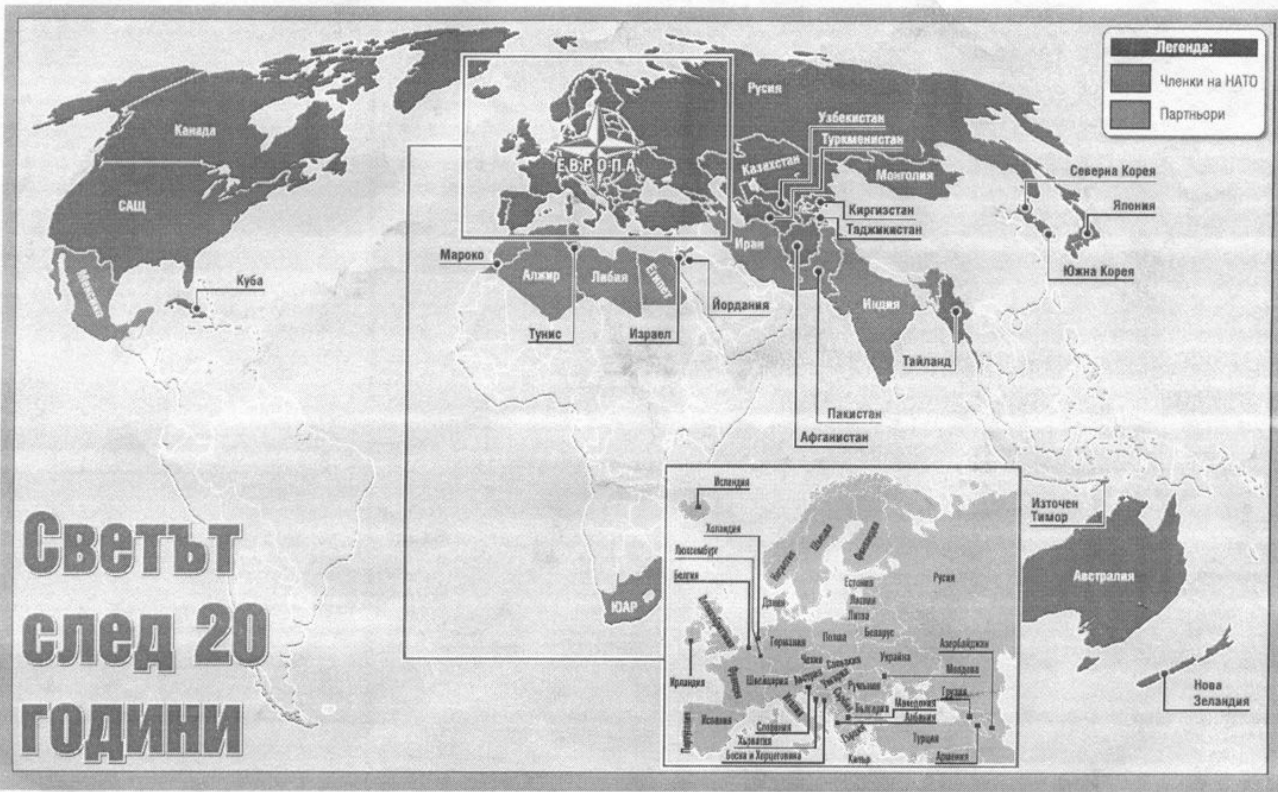 Легенда:
Членки на НАТО
Партньори
Русия
Канада
САЩ
Мексико
Куба
ЕВРОПА
Узбекистан
Туркменистан
Казахстан
Монголия
Киргизстан
Таджикистан
Северна Корея
Япония
Южна Корея
Мароко
Алжир
Либия
Египет
Иран
Йордания
Тунис
Израел
Индия
Тайланд
Пакистан
Афганистан
ЮАР
Източен
Тимор
Австралия
Нова
Зеландия
Светът
след 20
години
Исландия
Холандия
Люксембург
Белгия
Норвегия
Швеция
Финландия
Естония
Латвия
Литва
Русия
Дания
Великобритания
Ирландия
Германия
Полша
Беларус
Азербайджан
Чехия
Словакия
Украйна
Молдова
Франция
Швейцария
Австрия
Унгария
Румъния
Грузия
Италия
Сърбия
България
Македония
Албания
Португалия
Испания
Словения
Хърватия
Босна и Херцеговина
Гърция
Турция
Кипър
Армения